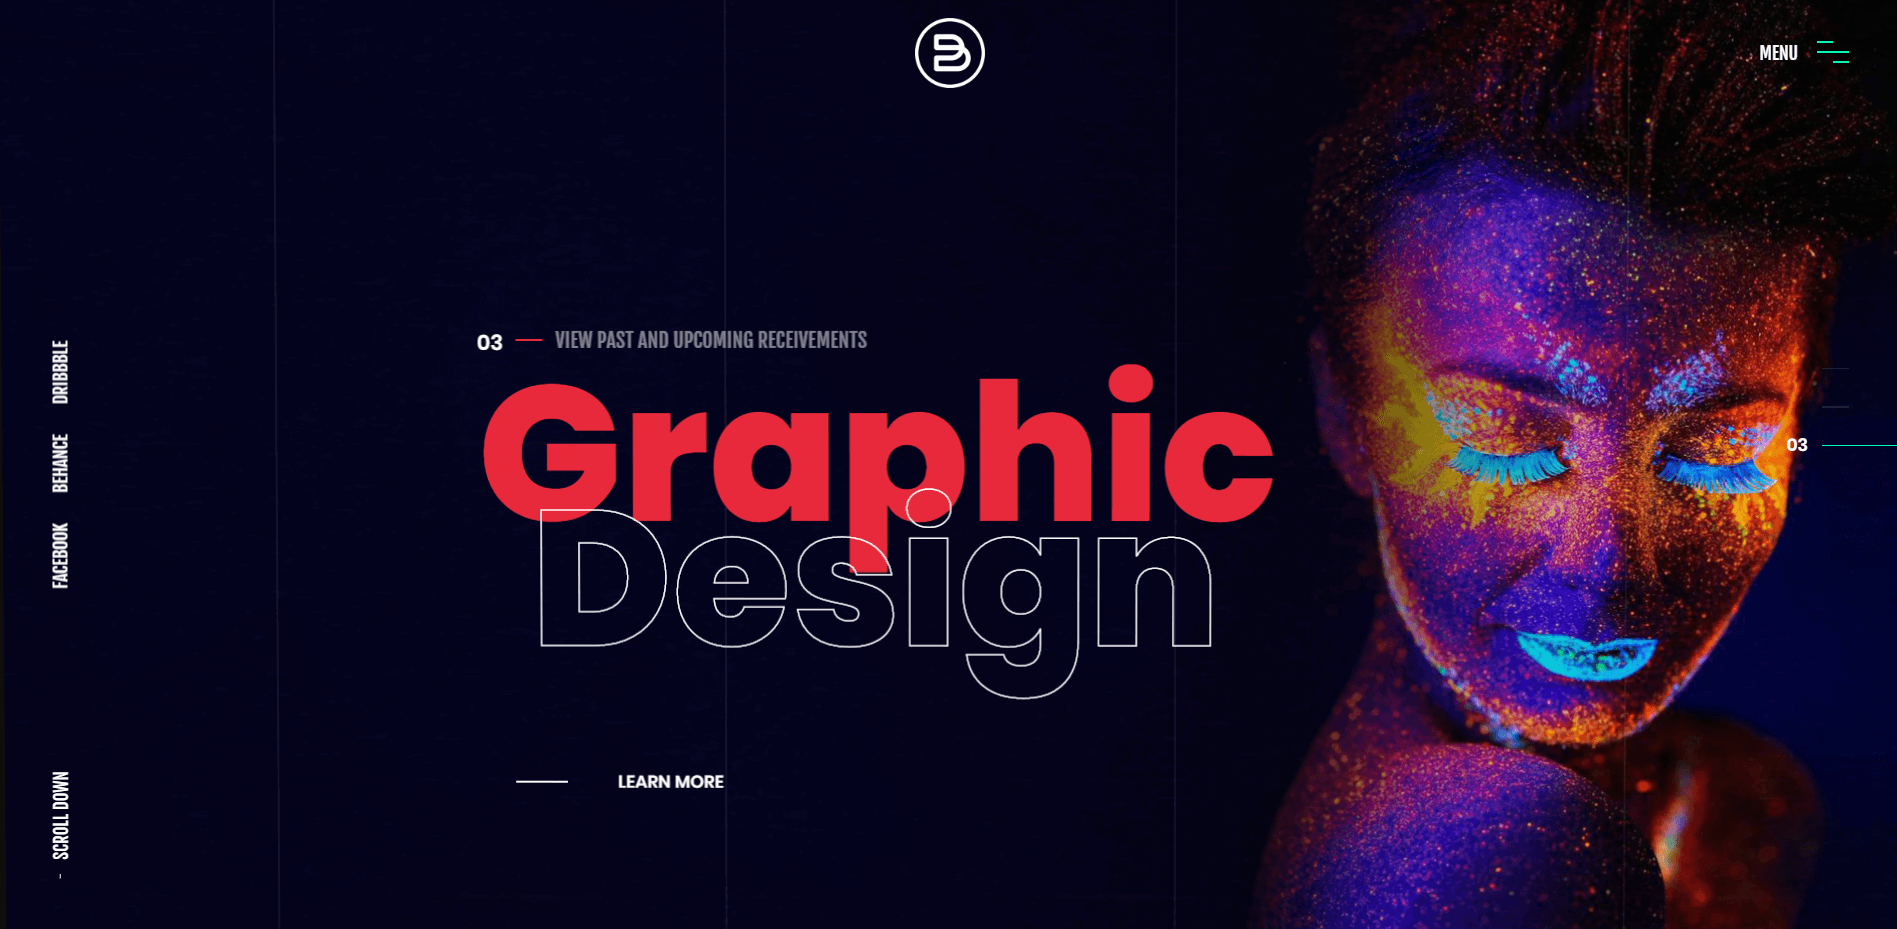 MENU
03 VIEW PAST AND UPCOMING RECEIVEMENTS
Graphic
Design
LEARN MORE
DRIBBBLE
BEHANCE
FACEBOOK
SCROLL DOWN
03